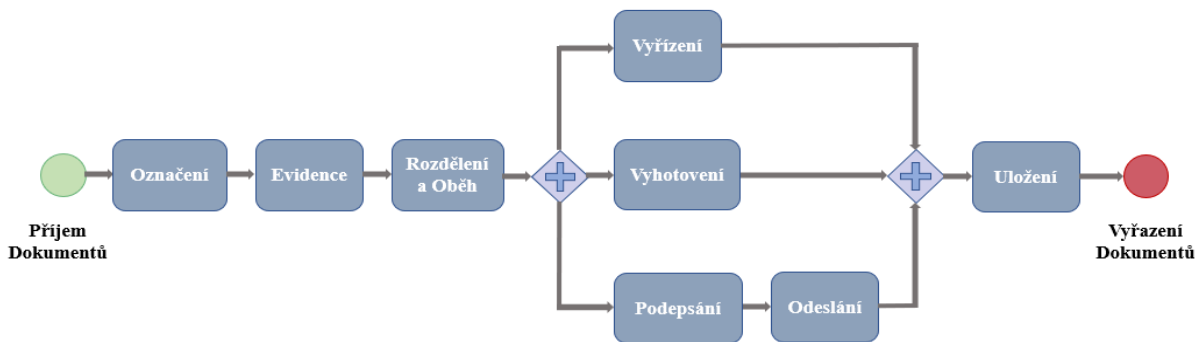 Příjem
Dokumentů
Označení
Evidence
Rozdělení
a Oběh
Vyřízení
Vyhotovení
Podepsání
Odeslání
Uložení
Vyřazení
Dokumentů